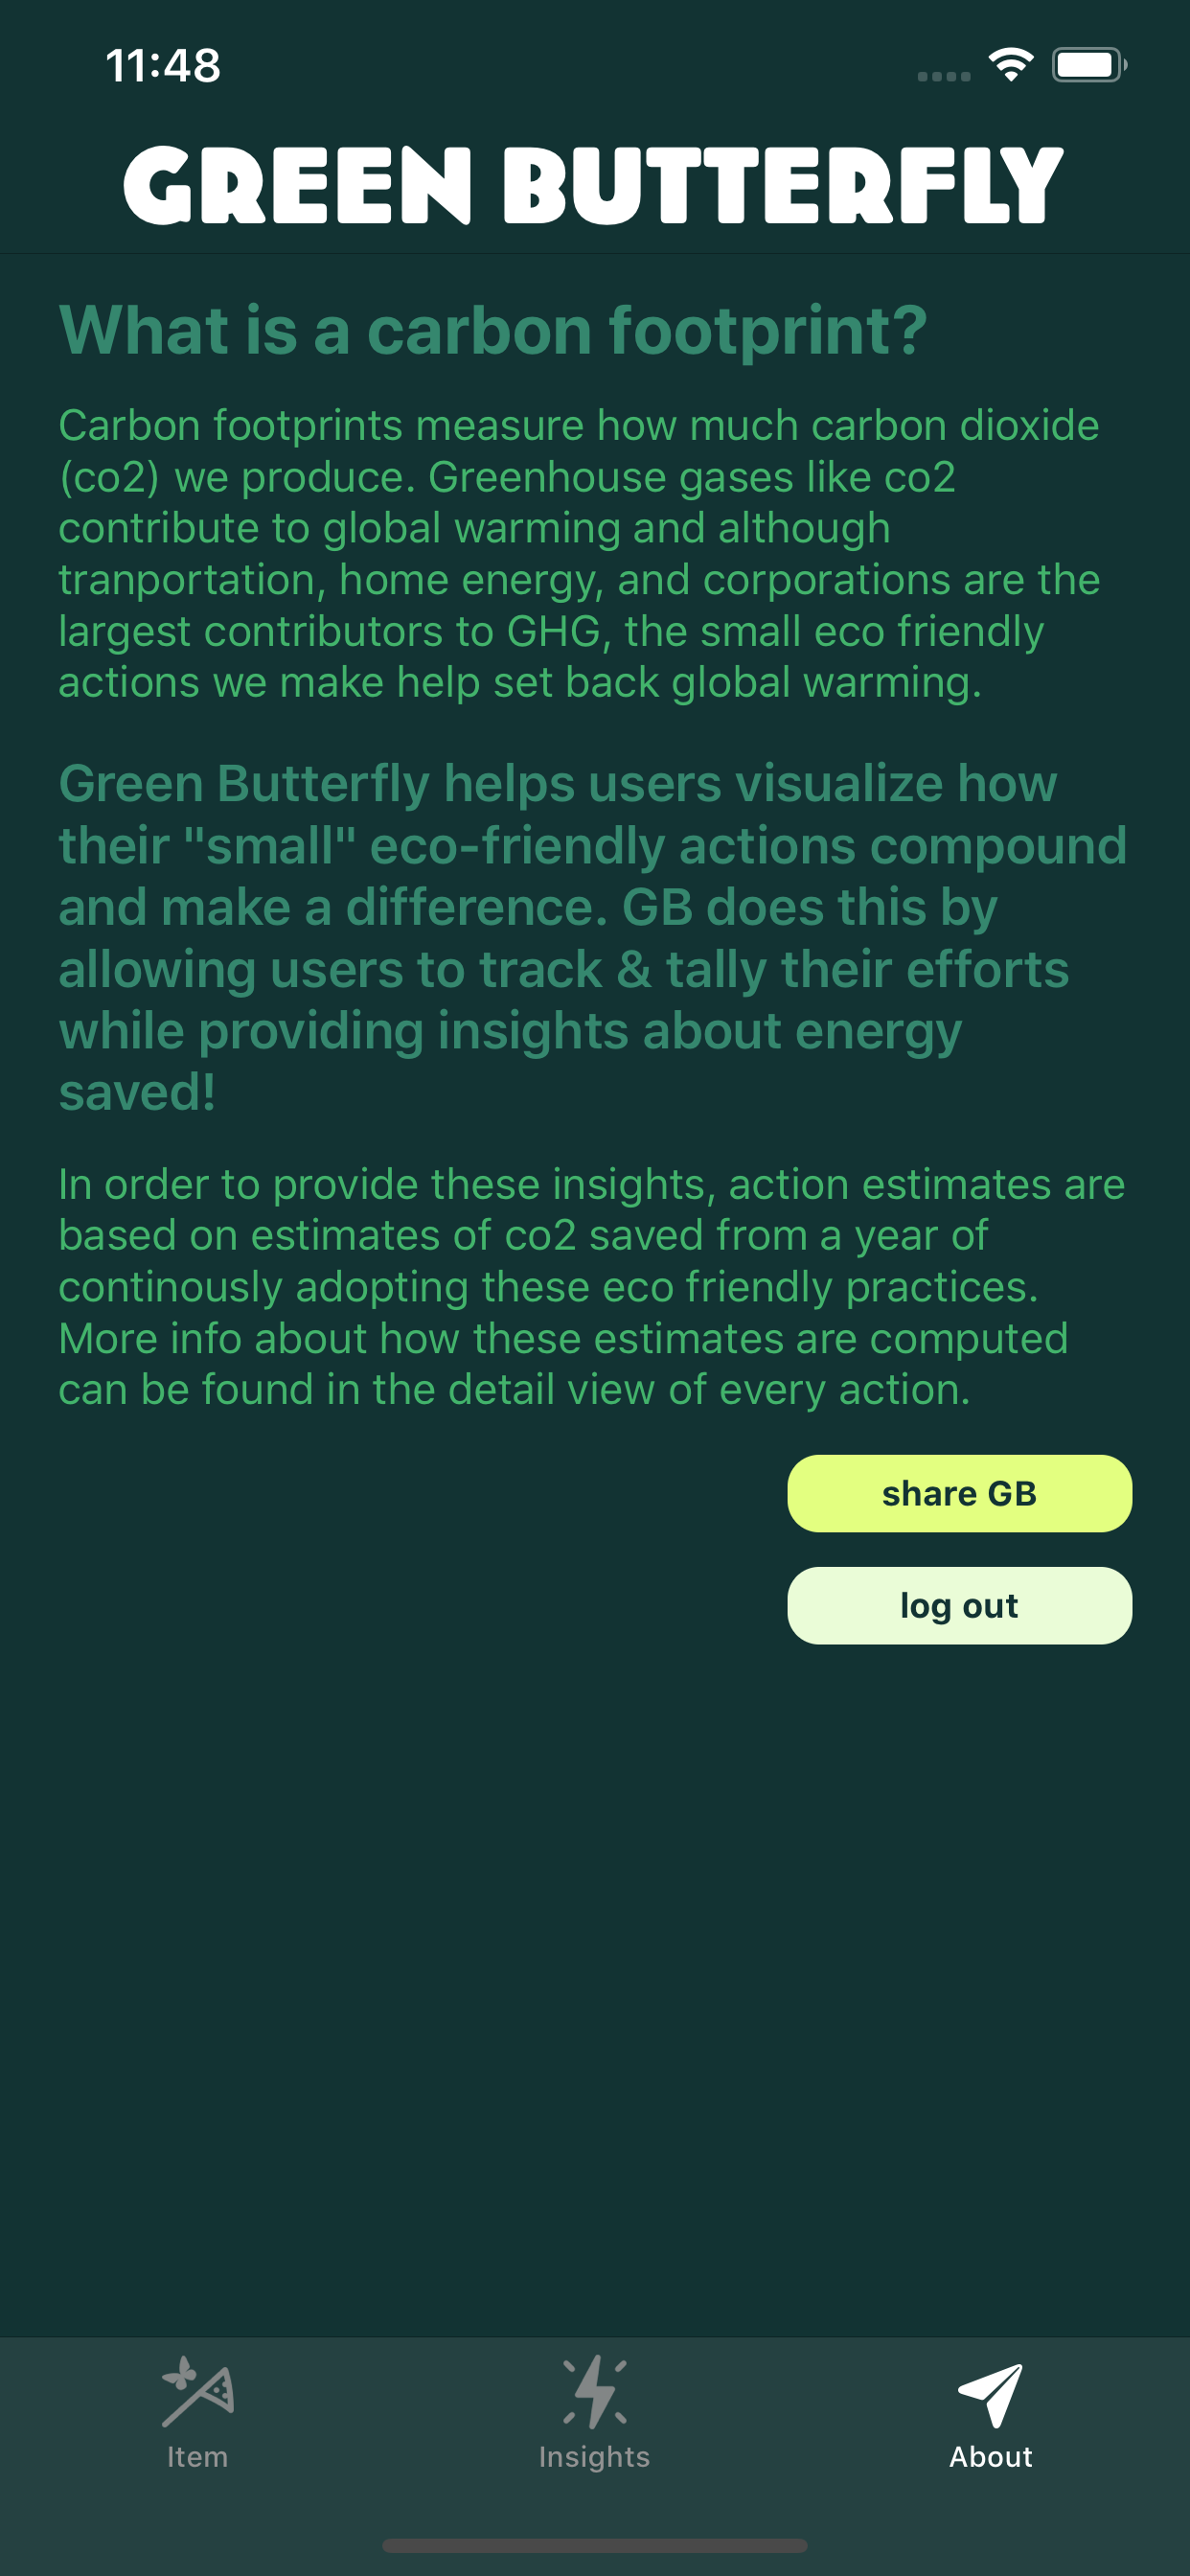 11:48
GREEN BUTTERFLY
What is a carbon footprint?
Carbon footprints measure how much carbon dioxide
(co2) we produce. Greenhouse gases like co2
contribute to global warming and although
tranportation, home energy, and corporations are the
largest contributors to GHG, the small eco friendly
actions we make help set back global warming.
Green Butterfly helps users visualize how
their "small" eco-friendly actions compound
and make a difference. GB does this by
allowing users to track & tally their efforts
while providing insights about energy
saved!
In order to provide these insights, action estimates are
based on estimates of co2 saved from a year of
continously adopting these eco friendly practices.
More info about how these estimates are computed
can be found in the detail view of every action.
share GB
log out
Item
Insights
About